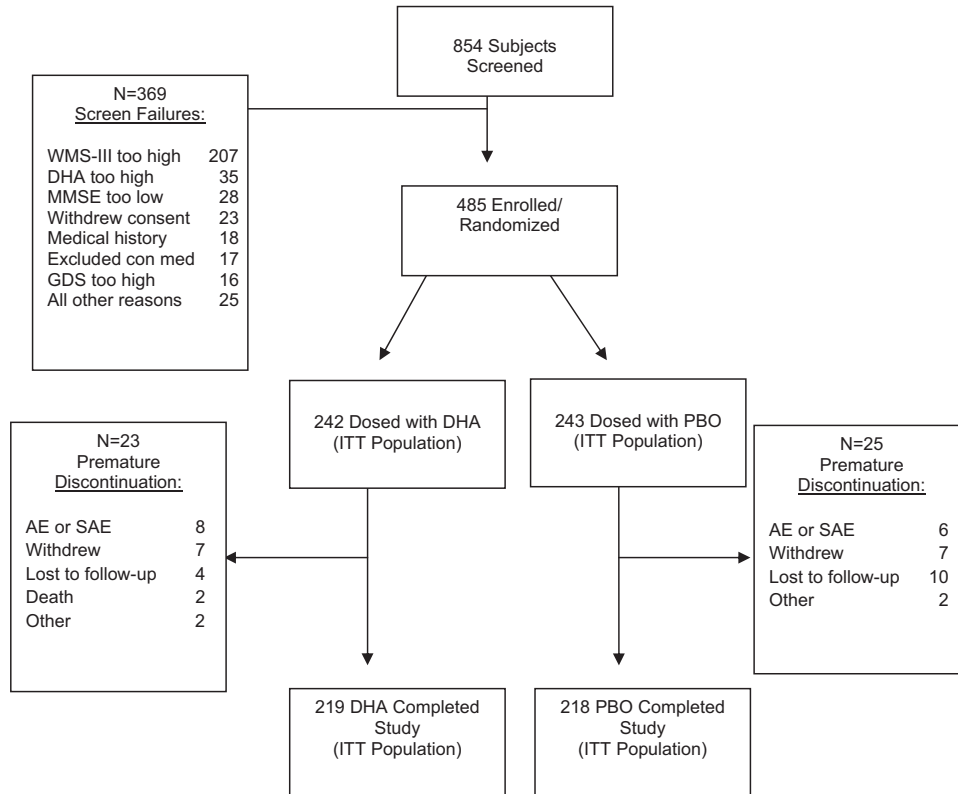 854 Subjects
Screened
N=369
Screen Failures:
WMS-III too high 207
DHA too high 35
MMSE too low 28
Withdrew consent 23
Medical history 18
Excluded con med 17
GDS too high 16
All other reasons 25
485 Enrolled/
Randomized
242 Dosed with DHA
(ITT Population)
243 Dosed with PBO
(ITT Population)
N=23
Premature
Discontinuation:
AE or SAE 8
Withdrew 7
Lost to follow-up 4
Death 2
Other 2
N=25
Premature
Discontinuation:
AE or SAE 6
Withdrew 7
Lost to follow-up 10
Other 2
219 DHA Completed
Study
(ITT Population)
218 PBO Completed
Study
(ITT Population)